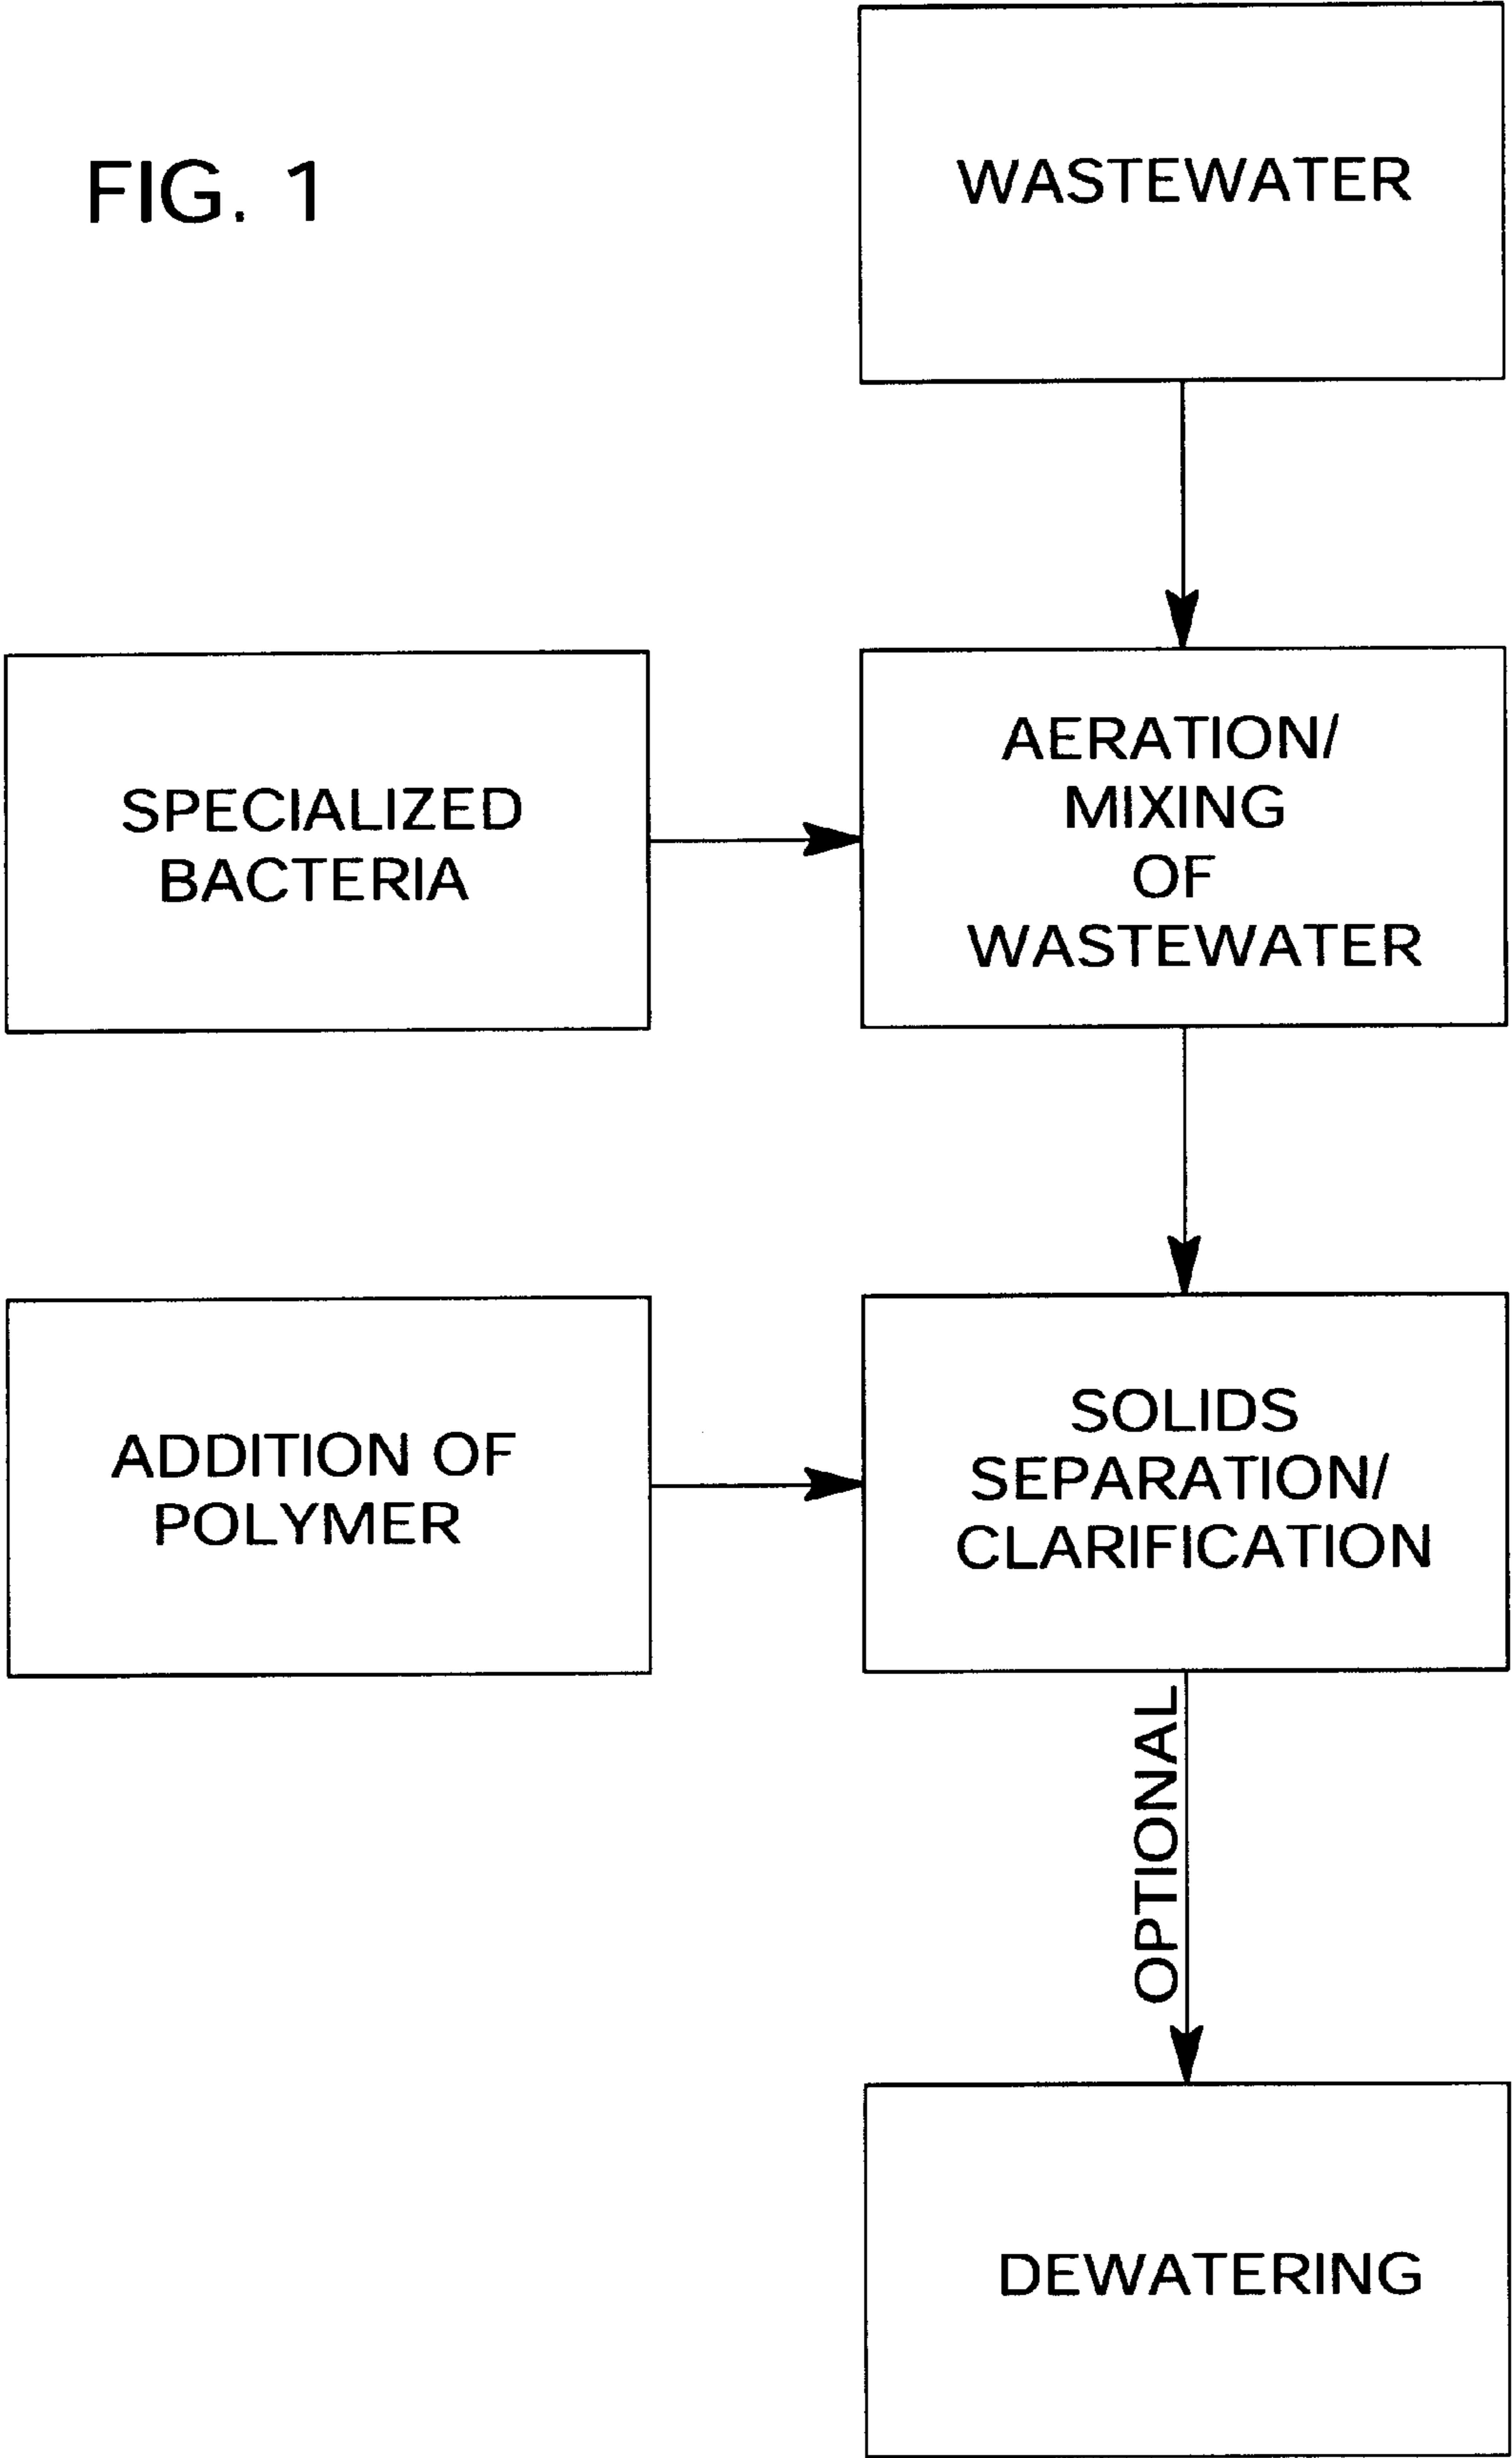 FIG. 1
WASTEWATER
SPECIALIZED
BACTERIA
AERATION/
MIXING
OF
WASTEWATER
ADDITION OF
POLYMER
SOLIDS
SEPARATION/
CLARIFICATION
OPTIONAL
DEWATERING